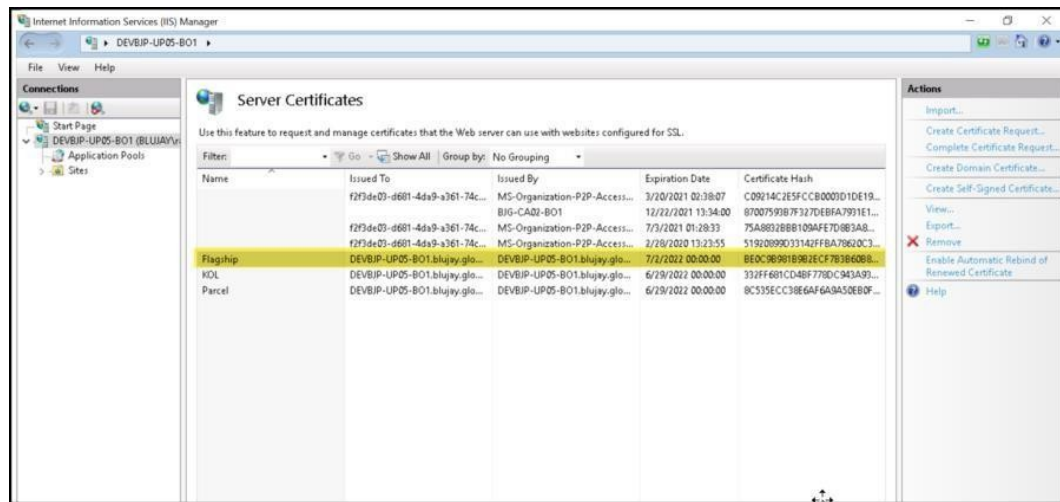 Internet Information Services (IIS) Manager
DEVBJP-UP05-BO1
File View Help
Connections
Start Page
DEVBJP-UP05-BO1 (BLUJAY\r
Application Pools
Sites
Server Certificates
Use this feature to request and manage certificates that the Web server can use with websites configured for SSL.
Filter: Go Show All Group by: No Grouping
Name Issued To Issued By Expiration Date Certificate Hash
f2f3de03-d681-4da9-a361-74c... MS-Organization-P2P-Access... 3/20/2021 02:38:07 C09214C2E5FCCB0003D1DE19...
BJG-CA02-BO1 12/22/2021 13:34:00 87007593B7F327DEBFA7931E1...
f2f3de03-d681-4da9-a361-74c... MS-Organization-P2P-Access... 7/3/2021 01:28:33 75A8832BBB109AFE7D8B3A8...
f2f3de03-d681-4da9-a361-74c... MS-Organization-P2P-Access... 2/28/2020 13:23:55 51920899D33142FFBA78620C3...
Flagship DEVBJP-UP05-BO1.blujay.glo... DEVBJP-UP05-BO1.blujay.glo... 7/2/2022 00:00:00 BE0C9B981B9B2ECF7B3B60B8...
KOL DEVBJP-UP05-BO1.blujay.glo... DEVBJP-UP05-BO1.blujay.glo... 6/29/2022 00:00:00 332FF681CD4BF778DC943A93...
Parcel DEVBJP-UP05-BO1.blujay.glo... DEVBJP-UP05-BO1.blujay.glo... 6/29/2022 00:00:00 8C535ECC38E6AF6A9A50EB0F...
Actions
Import...
Create Certificate Request...
Complete Certificate Request...
Create Domain Certificate...
Create Self-Signed Certificate...
View...
Export...
Remove
Enable Automatic Rebind of
Renewed Certificate
Help